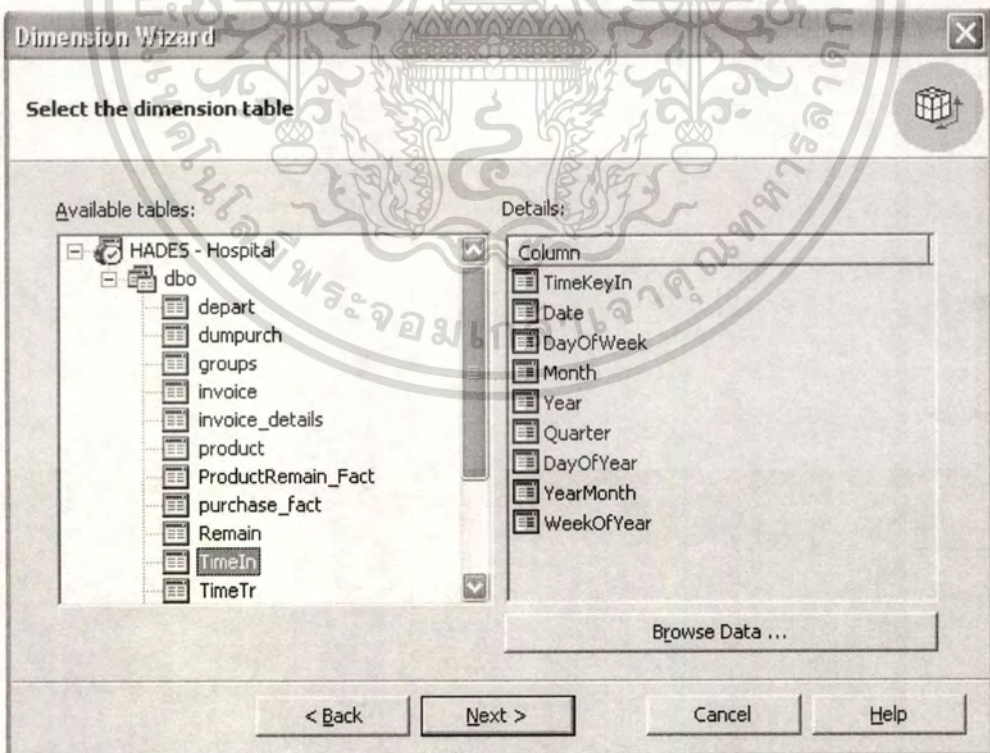 Dimension Wizard
Select the dimension table
Available tables:
HADES - Hospital
dbo
depart
dumpurch
groups
invoice
invoice_details
product
ProductRemain_Fact
purchase_fact
Remain
TimeIn
TimeTr
Details:
Column
TimeKeyIn
Date
DayOfWeek
Month
Year
Quarter
DayOfYear
YearMonth
WeekOfYear
Browse Data ...
< Back
Next >
Cancel
Help